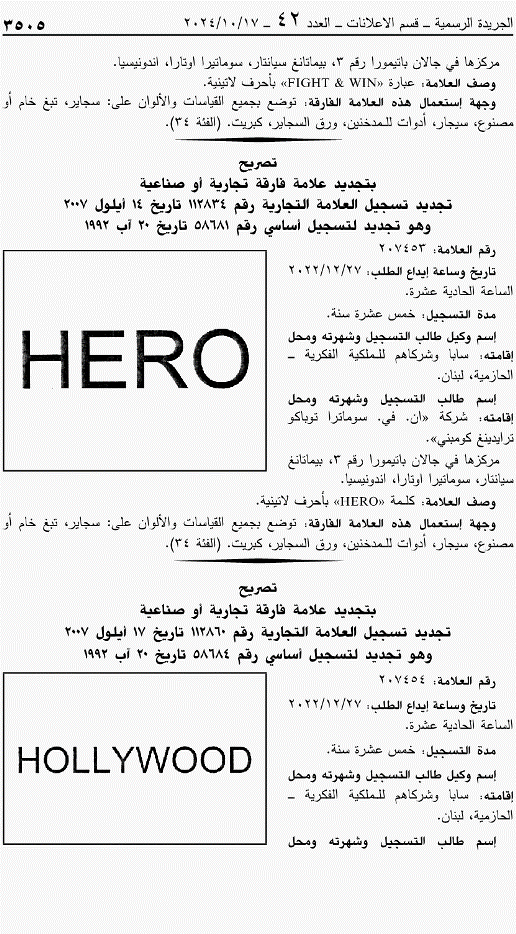 الجريدة الرسمية – قسم الاعلانات – العدد ٤٢ – ٢٠٢٤/١٠/١٧
٣٥٠٥
مركزها في جالان باتيمورا رقم ٣، بيماتانغ سيانتار، سوماتيرا اوتارا، اندونيسيا.
وصف العلامة: عبارة «FIGHT & WIN» بأحرف لاتينية.
وجهة إستعمال هذه العلامة الفارقة: توضع بجميع القياسات والألوان على: سجاير، تبغ خام أو
مصنوع، سيجار، أدوات للمدخنين، ورق السجاير، كبريت. (الفئة ٣٤).
تصريح
بتجديد علامة فارقة تجارية أو صناعية
تجديد تسجيل العلامة التجارية رقم ١١٢٨٣٤ تاريخ ١٤ أيلول ٢٠٠٧
وهو تجديد لتسجيل أساسي رقم ٥٨٦٨١ تاريخ ٢٠ آب ١٩٩٢
رقم العلامة: ٢٠٧٤٥٣
تاريخ وساعة إيداع الطلب: ٢٠٢٢/١٢/٢٧
الساعة الحادية عشرة.
مدة التسجيل: خمس عشرة سنة.
إسم وكيل طالب التسجيل وشهرته ومحل
إقامته: سابا وشركاهم للملكية الفكرية –
الحازمية، لبنان.
إسم طالب التسجيل وشهرته ومحل
إقامته: شركة «ان. في. سوماترا توباكو
ترايدينغ كومبني».
مركزها في جالان باتيمورا رقم ٣، بيماتانغ
سيانتار، سوماتيرا اوتارا، اندونيسيا.
HERO
وصف العلامة: كلمة «HERO» بأحرف لاتينية.
وجهة إستعمال هذه العلامة الفارقة: توضع بجميع القياسات والألوان على: سجاير، تبغ خام أو
مصنوع، سيجار، أدوات للمدخنين، ورق السجاير، كبريت. (الفئة ٣٤).
تصريح
بتجديد علامة فارقة تجارية أو صناعية
تجديد تسجيل العلامة التجارية رقم ١١٢٨٦٠ تاريخ ١٧ أيلول ٢٠٠٧
وهو تجديد لتسجيل أساسي رقم ٥٨٦٨٤ تاريخ ٢٠ آب ١٩٩٢
رقم العلامة: ٢٠٧٤٥٤
تاريخ وساعة إيداع الطلب: ٢٠٢٢/١٢/٢٧
الساعة الحادية عشرة.
مدة التسجيل: خمس عشرة سنة.
إسم وكيل طالب التسجيل وشهرته ومحل
إقامته: سابا وشركاهم للملكية الفكرية –
الحازمية، لبنان.
إسم طالب التسجيل وشهرته ومحل
HOLLYWOOD